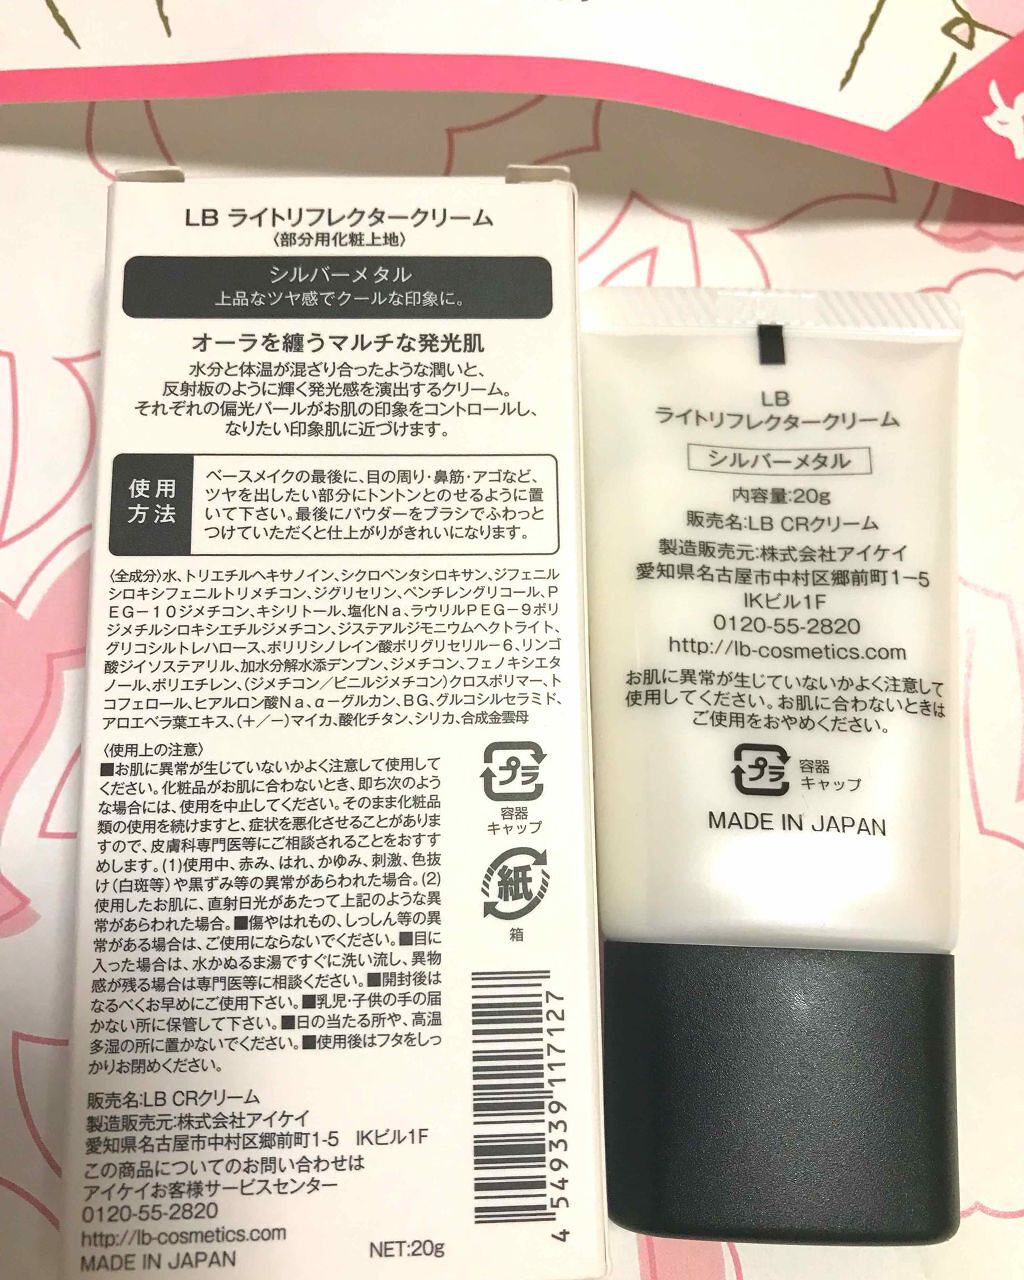 LB ライトリフレクタークリーム
〈部分用化粧上地〉
シルバーメタル
上品なツヤ感でクールな印象に。
オーラを纏うマルチな発光肌
水分と体温が混ざり合ったような潤いと、
反射板のように輝く発光感を演出するクリーム。
それぞれの偏光パールがお肌の印象をコントロールし、
なりたい印象肌に近づけます。
使用
方法
ベースメイクの最後に、目の周り・鼻筋・アゴなど、
ツヤを出したい部分にトントンとのせるように置
いて下さい。最後にパウダーをブラシでふわっと
つけていただくと仕上がりがきれいになります。
〈全成分〉水、トリエチルヘキサノイン、シクロペンタシロキサン、ジフェニル
シロキシフェニルトリメチコン、ジグリセリン、ペンチレングリコール、P
EG－10ジメチコン、キシリトール、塩化Na、ラウリルPEG－9ポリ
ジメチルシロキシエチルジメチコン、ジステアルジモニウムヘクトライト、
グリコシルトレハロース、ポリリシノレイン酸ポリグリセリル－6、リンゴ
酸ジイソステアリル、加水分解水添デンプン、ジメチコン、フェノキシエタ
ノール、ポリエチレン、（ジメチコン／ビニルジメチコン）クロスポリマー、ト
コフェロール、ヒアルロン酸Na、α－グルカン、BG、グルコシルセラミド、
アロエベラ葉エキス、（＋／－）マイカ、酸化チタン、シリカ、合成金雲母
〈使用上の注意〉
■お肌に異常が生じていないかよく注意して使用して
ください。化粧品がお肌に合わないとき、即ち次のよう
な場合には、使用を中止してください。そのまま化粧品
類の使用を続けますと、症状を悪化させることがありま
すので、皮膚科専門医等にご相談されることをおすす
めします。(1)使用中、赤み、はれ、かゆみ、刺激、色抜
け(白斑等)や黒ずみ等の異常があらわれた場合。(2)
使用したお肌に、直射日光があたって上記のような異
常があらわれた場合。■傷やはれもの、しっしん等の異
常がある場合は、ご使用にならないでください。■目に
入った場合は、水かぬるま湯ですぐに洗い流し、異物
感が残る場合は専門医等に相談ください。■開封後は
なるべくお早めにご使用下さい。■乳児・子供の手の届
かない所に保管して下さい。■日の当たる所や、高温
多湿の所に置かないでください。■使用後はフタをしっ
かりお閉めください。
プラ
容器
キャップ
紙
箱
4 549339 117127
販売名:LB CRクリーム
製造販売元:株式会社アイケイ
愛知県名古屋市中村区郷前町1-5 IKビル1F
この商品についてのお問い合わせは
アイケイお客様サービスセンター
0120-55-2820
http://lb-cosmetics.com
MADE IN JAPAN
NET:20g
LB
ライトリフレクタークリーム
シルバーメタル
内容量:20g
販売名:LB CRクリーム
製造販売元:株式会社アイケイ
愛知県名古屋市中村区郷前町1－5
IKビル1F
0120-55-2820
http://lb-cosmetics.com
お肌に異常が生じていないかよく注意して
使用してください。お肌に合わないときは
ご使用をおやめください。
プラ
容器
キャップ
MADE IN JAPAN